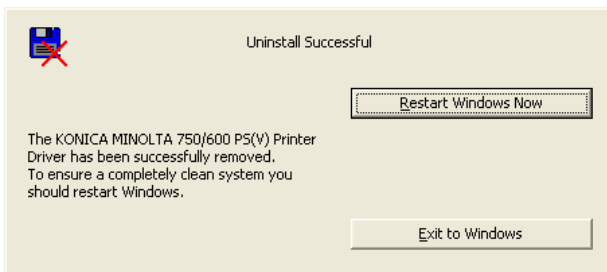 Uninstall Successful
Restart Windows Now
The KONICA MINOLTA 750/600 PS(V) Printer
Driver has been successfully removed.
To ensure a completely clean system you
should restart Windows.
Exit to Windows